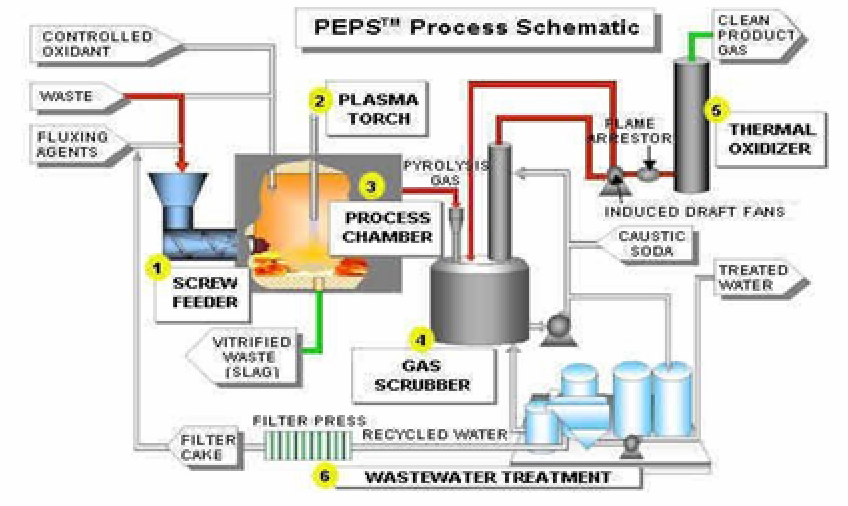 PEPS™ Process Schematic
CONTROLLED
OXIDANT
WASTE
FLUXING
AGENTS
2
PLASMA
TORCH
CLEAN
PRODUCT
GAS
5
THERMAL
OXIDIZER
FLAME
ARRESTOR
PYROLYSIS
GAS
3
PROCESS
CHAMBER
INDUCED DRAFT FANS
CAUSTIC
SODA
1
SCREW
FEEDER
TREATED
WATER
VITRIFIED
WASTE
(SLAG)
4
GAS
SCRUBBER
FILTER PRESS
FILTER
CAKE
RECYCLED WATER
6
WASTEWATER TREATMENT